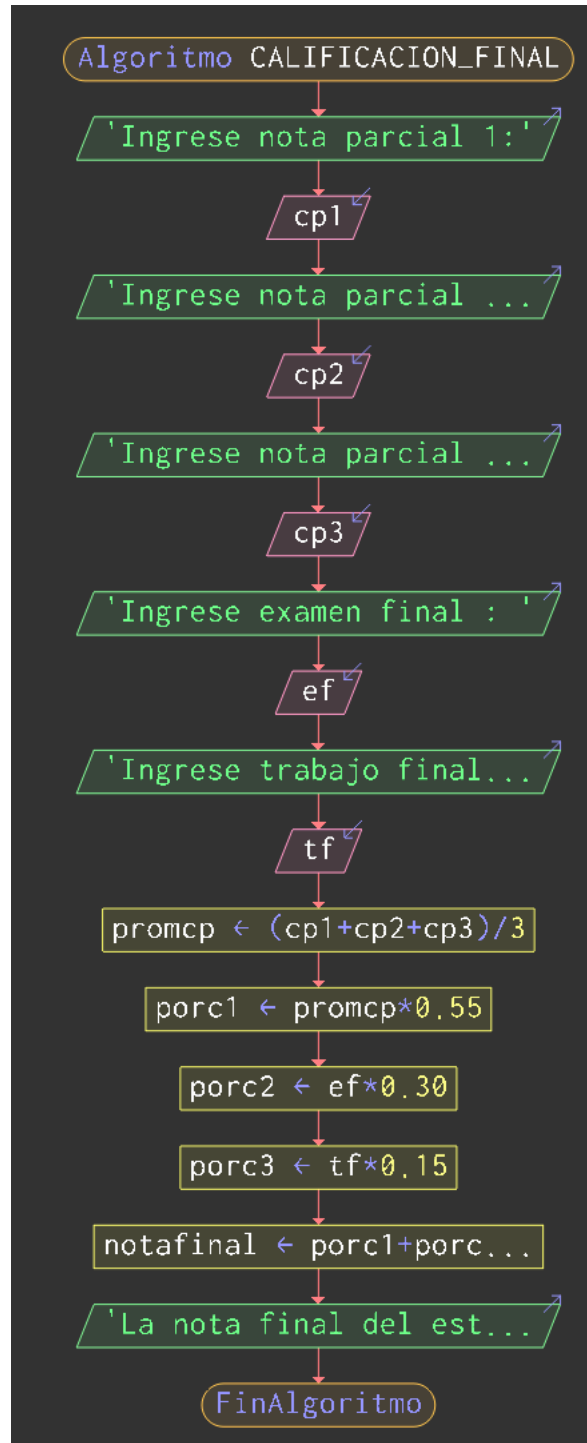 Algoritmo CALIFICACION_FINAL
'Ingrese nota parcial 1:'
cp1
'Ingrese nota parcial ...
cp2
'Ingrese nota parcial ...
cp3
'Ingrese examen final : '
ef
'Ingrese trabajo final...
tf
promcp ← (cp1+cp2+cp3)/3
porc1 ← promcp*0.55
porc2 ← ef*0.30
porc3 ← tf*0.15
notafinal ← porc1+porc...
'La nota final del est...
FinAlgoritmo